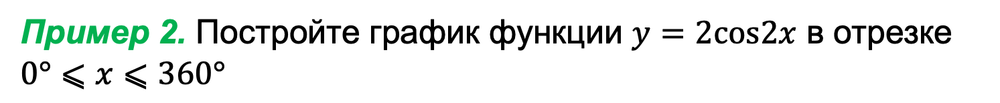 Пример 2. Постройте график функции y = 2cos2x в отрезке
0° ⩽ x ⩽ 360°